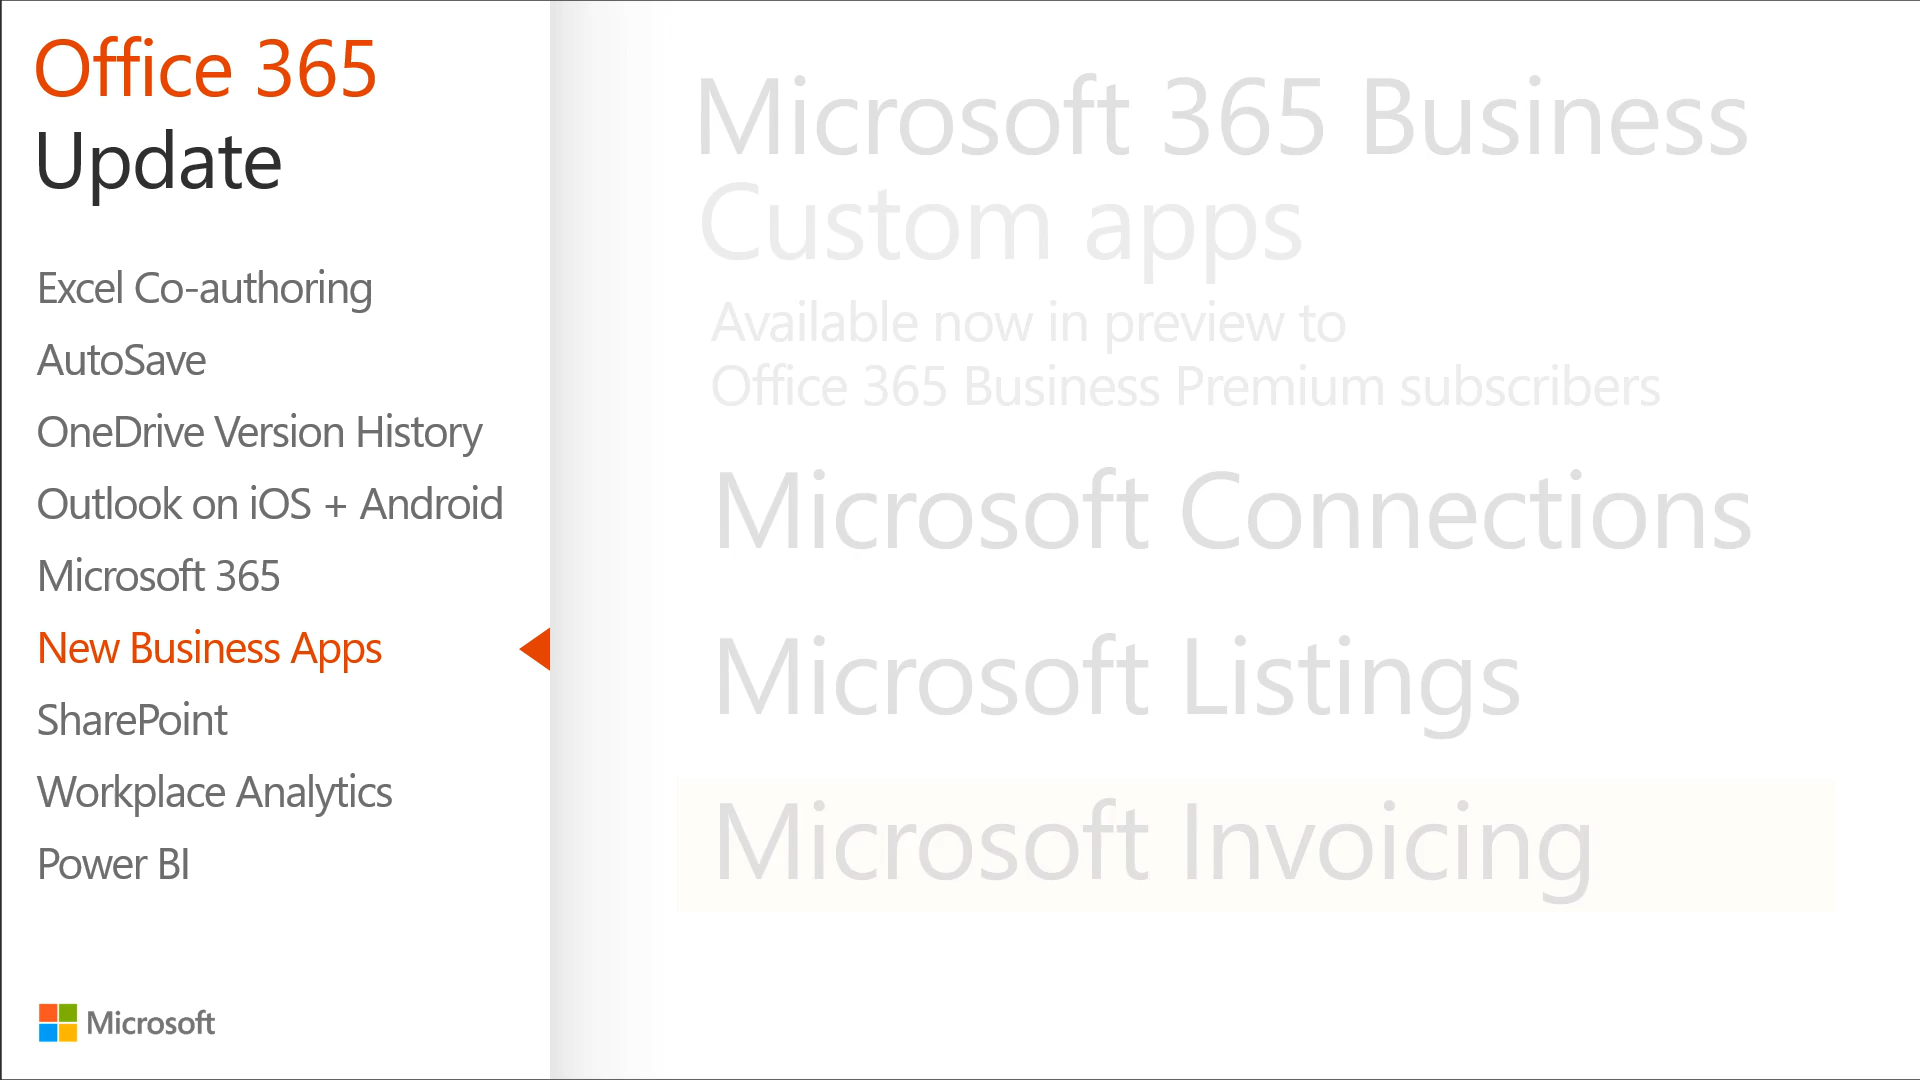 Office 365
Update
Excel Co-authoring
AutoSave
OneDrive Version History
Outlook on iOS + Android
Microsoft 365
New Business Apps
SharePoint
Workplace Analytics
Power BI
Microsoft
Microsoft 365 Business
Custom apps
Available now in preview to
Office 365 Business Premium subscribers
Microsoft Connections
Microsoft Listings
Microsoft Invoicing